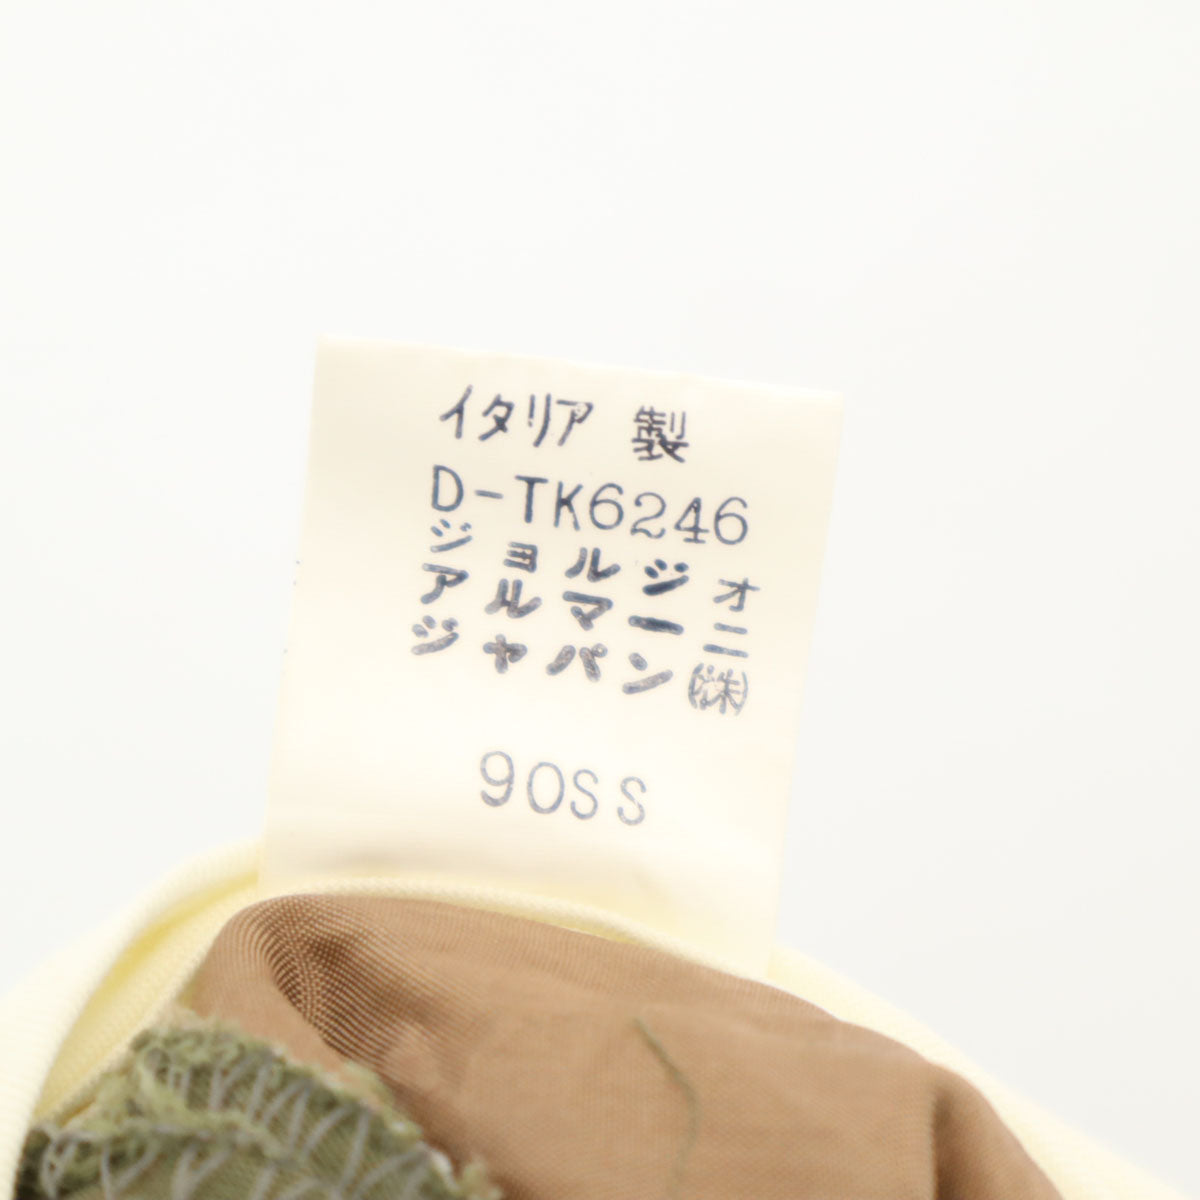 イタリア 製
D-TK6246
ジョルジオ
アルマーニ
ジャパン㈱
90SS